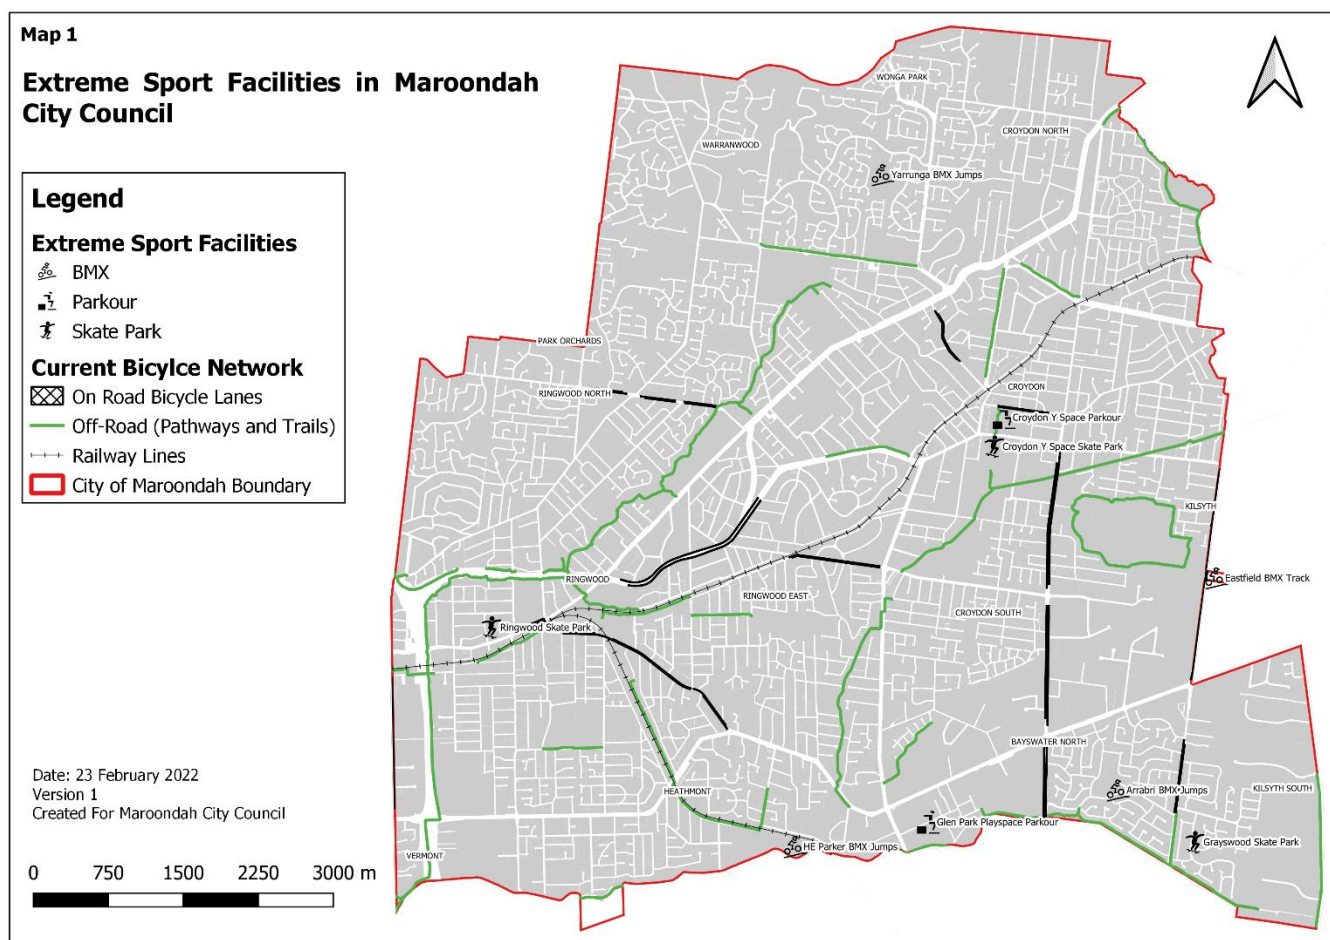 Map 1
Extreme Sport Facilities in Maroondah
City Council
Legend
Extreme Sport Facilities
BMX
Parkour
Skate Park
Current Bicylce Network
On Road Bicycle Lanes
Off-Road (Pathways and Trails)
Railway Lines
City of Maroondah Boundary
WONGA PARK
CROYDON NORTH
WARRANWOOD
Yarrunga BMX Jumps
PARK ORCHARDS
RINGWOOD NORTH
CROYDON
Croydon Y Space Parkour
Croydon Y Space Skate Park
KILSYTH
RINGWOOD
Eastfield BMX Track
RINGWOOD EAST
CROYDON SOUTH
Ringwood Skate Park
BAYSWATER NORTH
HEATHMONT
Arrabri BMX Jumps
KILSYTH SOUTH
Glen Park Playspace Parkour
HE Parker BMX Jumps
Grayswood Skate Park
VERMONT
Date: 23 February 2022
Version 1
Created For Maroondah City Council
0 750 1500 2250 3000 m